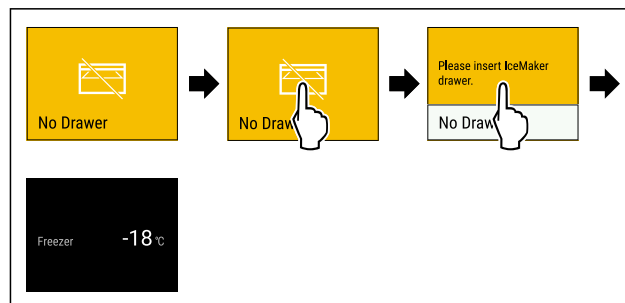 No Drawer
No Draw
Please insert IceMaker
drawer.
No Draw
Freezer -18 °C